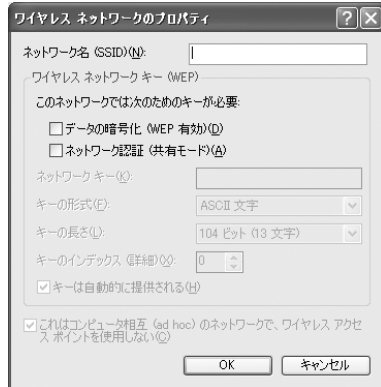 ワイヤレス ネットワークのプロパティ
ネットワーク名 (SSID)(N):
ワイヤレス ネットワーク キー (WEP)
このネットワークでは次のためのキーが必要:
データの暗号化 (WEP 有効)(D)
ネットワーク認証 (共有モード)(A)
ネットワーク キー(K):
キーの形式(F): ASCII 文字
キーの長さ(L): 104 ビット (13 文字)
キーのインデックス (詳細)(X): 0
キーは自動的に提供される(H)
これはコンピュータ相互 (ad hoc) のネットワークで、ワイヤレス アクセ
ス ポイントを使用しない(C)
OK キャンセル